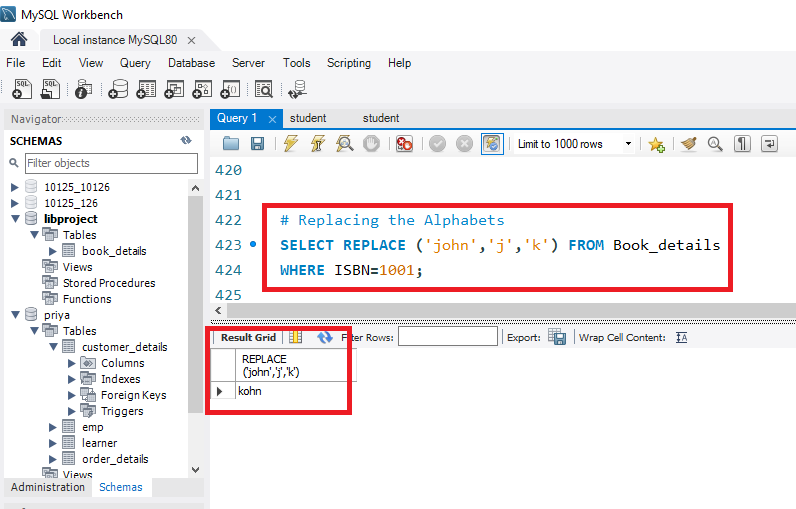 MySQL Workbench
Local instance MySQL80 ×
File Edit View Query Database Server Tools Scripting Help
Navigator
Query 1 × student student
SCHEMAS
Limit to 1000 rows
Filter objects
420
10125_10126
421
10125_126
422 # Replacing the Alphabets
libproject
423 SELECT REPLACE ('john','j','k') FROM Book_details
Tables
book_details
424 WHERE ISBN=1001;
Views
Stored Procedures
425
Functions
priya
Tables
Result Grid Filter Rows: Export: Wrap Cell Content:
customer_details
REPLACE
('john','j','k')
Columns
Indexes
kohn
Foreign Keys
Triggers
emp
learner
order_details
Views
Administration Schemas